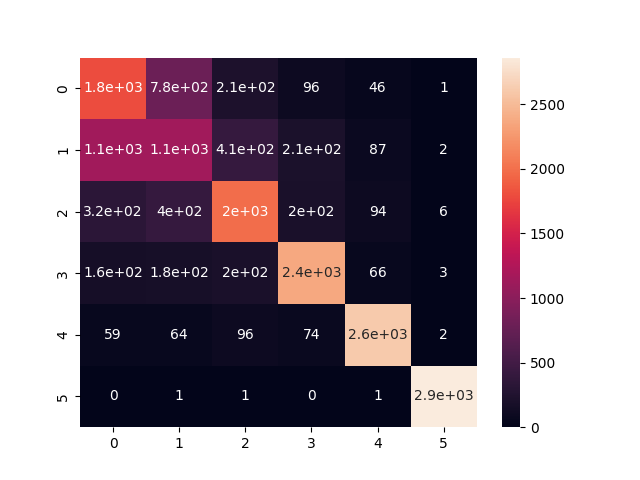 0 1.8e+03 7.8e+02 2.1e+02 96 46 1
1 1.1e+03 1.1e+03 4.1e+02 2.1e+02 87 2
2 3.2e+02 4e+02 2e+03 2e+02 94 6
3 1.6e+02 1.8e+02 2e+02 2.4e+03 66 3
4 59 64 96 74 2.6e+03 2
5 0 1 1 0 1 2.9e+03
0 1 2 3 4 5
2500
2000
1500
1000
500
0